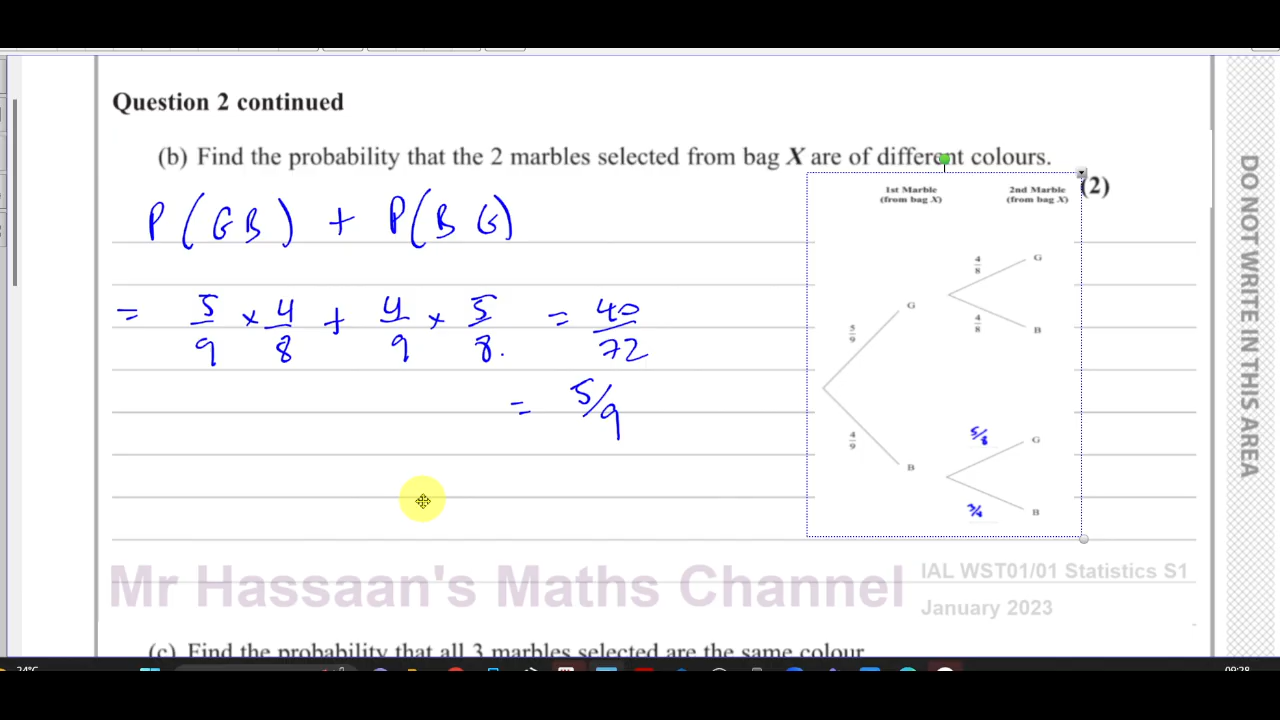 Question 2 continued
(b) Find the probability that the 2 marbles selected from bag X are of different colours.
(2)
P(GB) + P(BG)
= 5/9 × 4/8 + 4/9 × 5/8. = 40/72
= 5/9
1st Marble
(from bag X)
2nd Marble
(from bag X)
5/9
G
4/8
G
4/8
B
4/9
B
5/8
G
B
Mr Hassaan's Maths Channel
IAL WST01/01 Statistics S1
January 2023
(c) Find the probability that all 3 marbles selected are the same colour
DO NOT WRITE IN THIS AREA
24°C
09:28